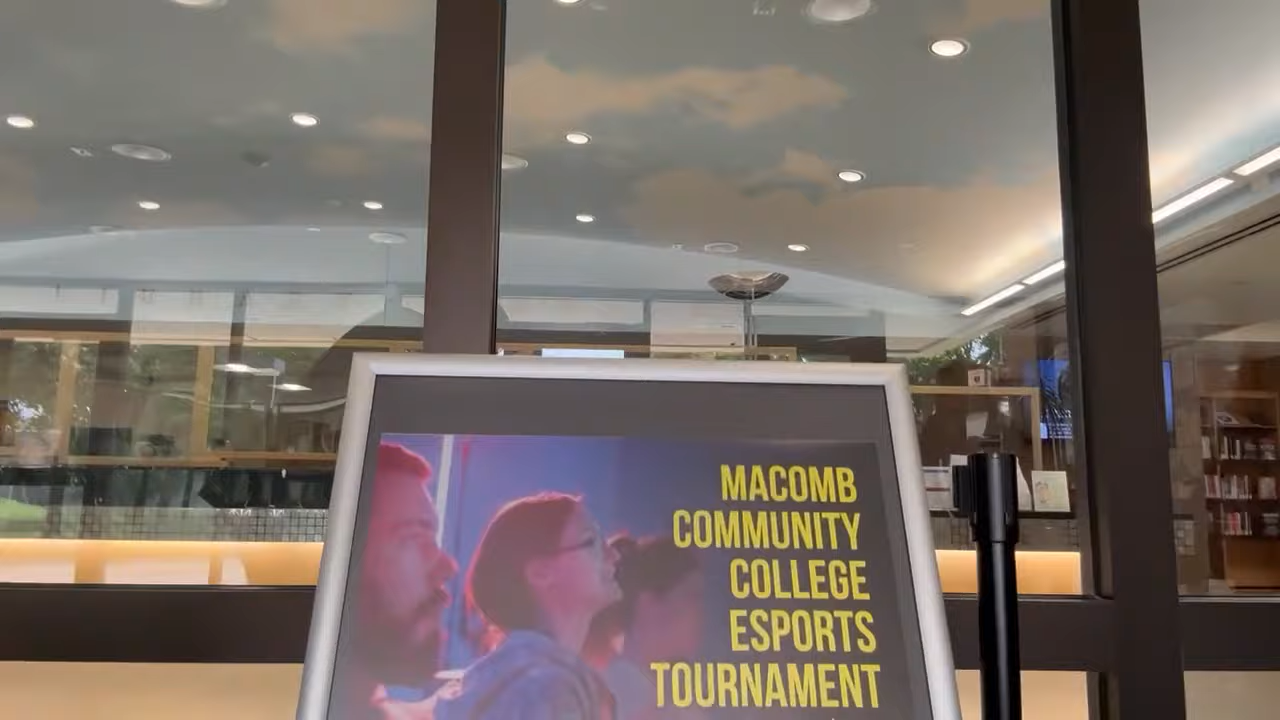 MACOMB
COMMUNITY
COLLEGE
ESPORTS
TOURNAMENT